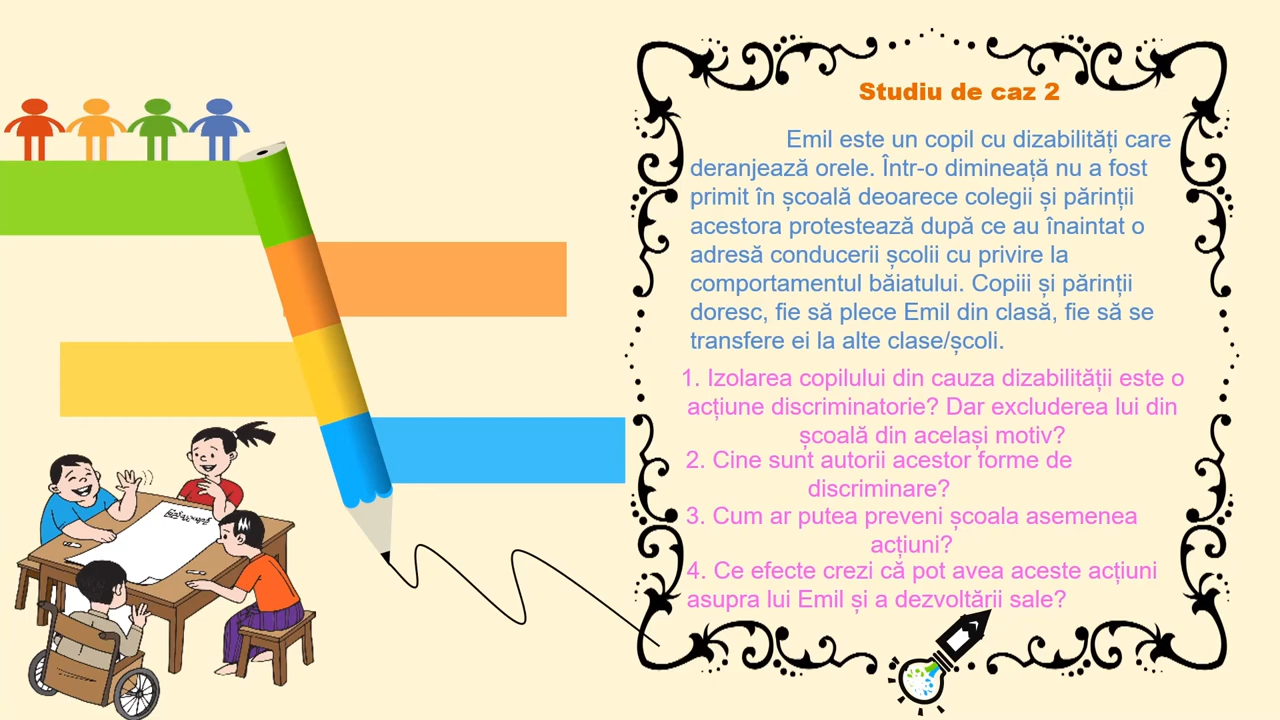 Studiu de caz 2
Emil este un copil cu dizabilități care
deranjează orele. Într-o dimineață nu a fost
primit în școală deoarece colegii și părinții
acestora protestează după ce au înaintat o
adresă conducerii școlii cu privire la
comportamentul băiatului. Copiii și părinții
doresc, fie să plece Emil din clasă, fie să se
transfere ei la alte clase/școli.
1. Izolarea copilului din cauza dizabilității este o
acțiune discriminatorie? Dar excluderea lui din
școală din același motiv?
2. Cine sunt autorii acestor forme de
discriminare?
3. Cum ar putea preveni școala asemenea
acțiuni?
4. Ce efecte crezi că pot avea aceste acțiuni
asupra lui Emil și a dezvoltării sale?